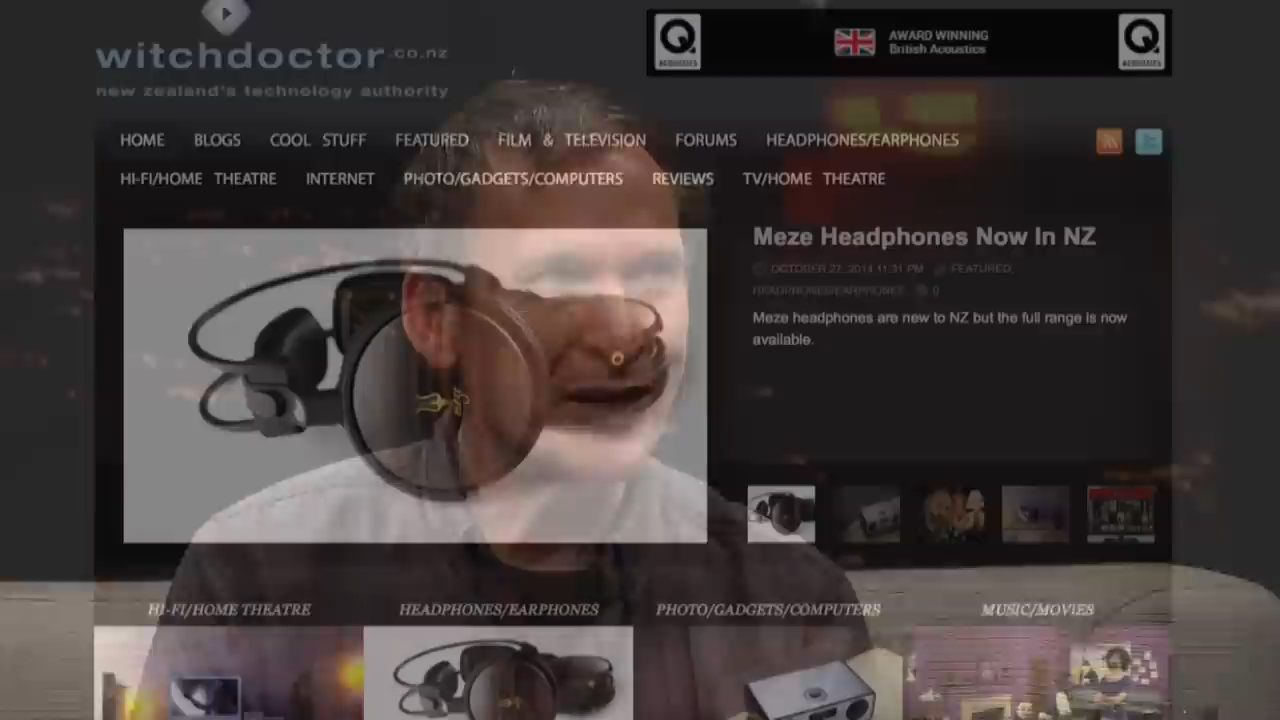 witchdoctor.co.nz
new zealand's technology authority
Q
ACOUSTICS
AWARD WINNING
British Acoustics
Q
ACOUSTICS
HOME BLOGS COOL STUFF FEATURED FILM & TELEVISION FORUMS HEADPHONES/EARPHONES
HI-FI/HOME THEATRE INTERNET PHOTO/GADGETS/COMPUTERS REVIEWS TV/HOME THEATRE
Meze Headphones Now In NZ
FEATURED,
HEADPHONES/EARPHONES 0
Meze headphones are new to NZ but the full range is now
available.
HI-FI/HOME THEATRE HEADPHONES/EARPHONES PHOTO/GADGETS/COMPUTERS MUSIC/MOVIES